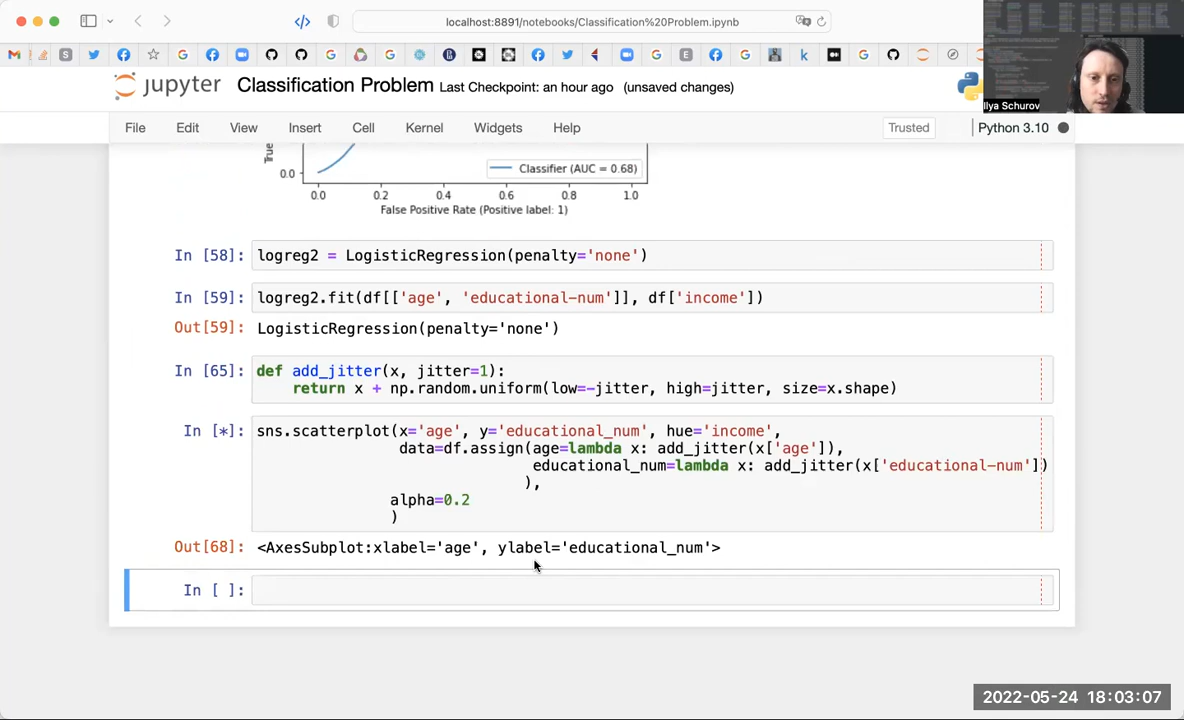 localhost:8891/notebooks/Classification%20Problem.ipynb
jupyter Classification Problem Last Checkpoint: an hour ago (unsaved changes)
Ilya Schurov
File Edit View Insert Cell Kernel Widgets Help Trusted Python 3.10
True
0.0
Classifier (AUC = 0.68)
0.0 0.2 0.4 0.6 0.8 1.0
False Positive Rate (Positive label: 1)
In [58]: logreg2 = LogisticRegression(penalty='none')
In [59]: logreg2.fit(df[['age', 'educational-num']], df['income'])
Out[59]: LogisticRegression(penalty='none')
In [65]: def add_jitter(x, jitter=1):
return x + np.random.uniform(low=-jitter, high=jitter, size=x.shape)
In [*]: sns.scatterplot(x='age', y='educational_num', hue='income',
data=df.assign(age=lambda x: add_jitter(x['age']),
educational_num=lambda x: add_jitter(x['educational-num'])
),
alpha=0.2
)
Out[68]: <AxesSubplot:xlabel='age', ylabel='educational_num'>
In [ ]:
2022-05-24 18:03:07